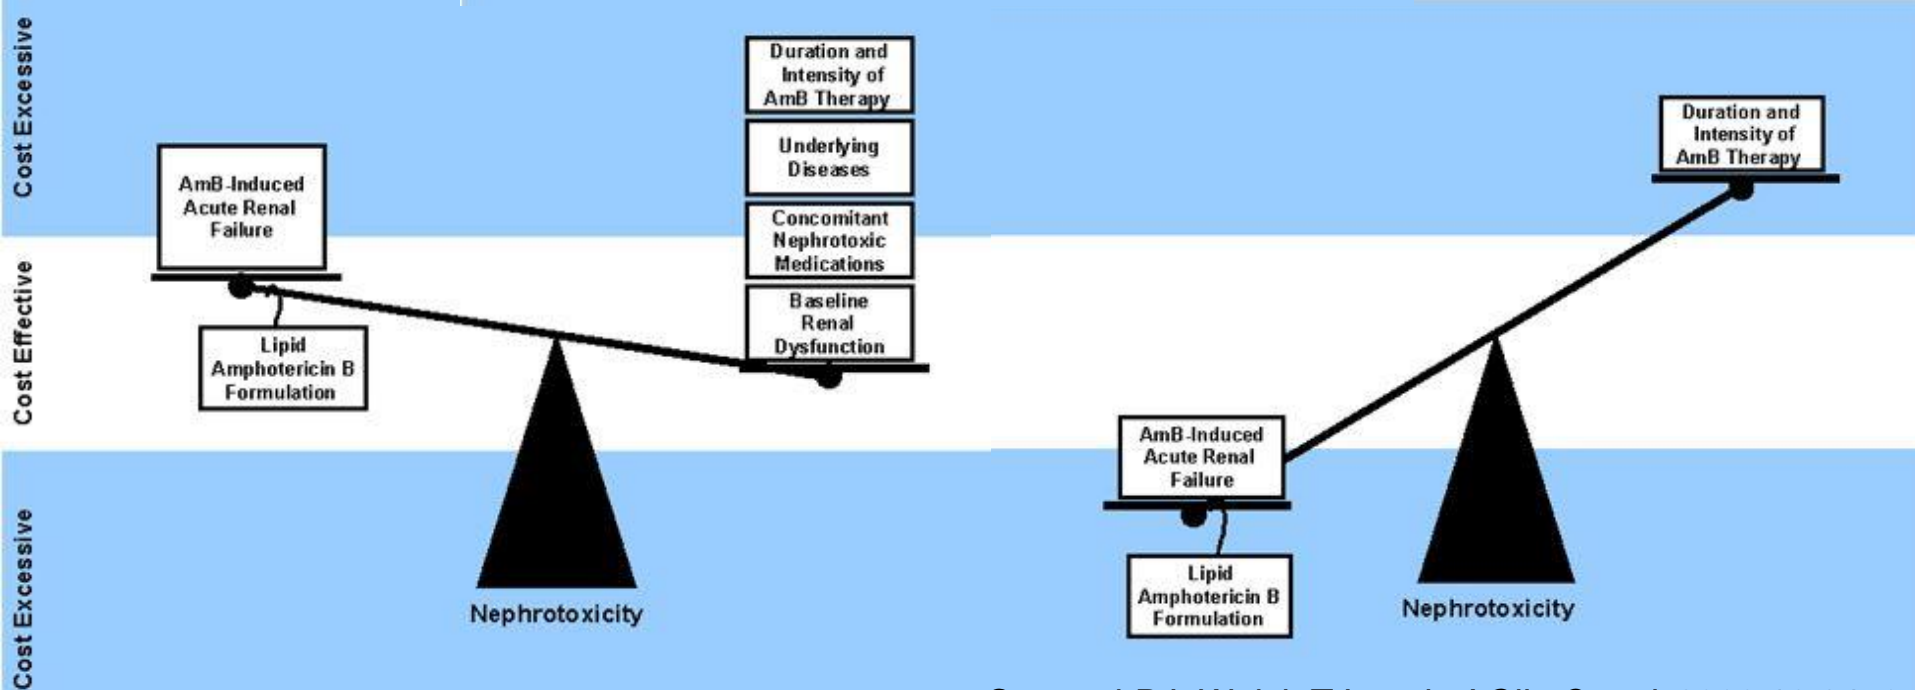 Cost Excessive
Cost Effective
Cost Excessive
AmB-Induced
Acute Renal
Failure
Lipid
Amphotericin B
Formulation
Duration and
Intensity of
AmB Therapy
Underlying
Diseases
Concomitant
Nephrotoxic
Medications
Baseline
Renal
Dysfunction
Nephrotoxicity
Duration and
Intensity of
AmB Therapy
AmB-Induced
Acute Renal
Failure
Lipid
Amphotericin B
Formulation
Nephrotoxicity